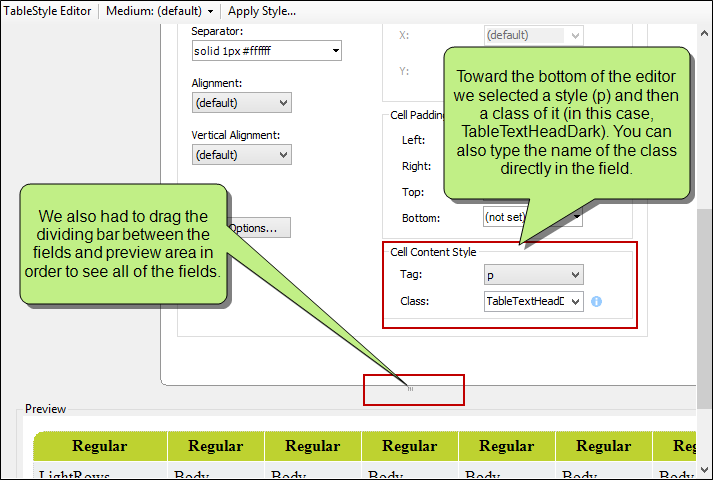 TableStyle Editor Medium: (default) Apply Style...
Separator:
solid 1px #ffffff
Alignment:
(default)
Vertical Alignment:
(default)
Options...
X: (default)
Y:
Cell Padding
Left:
Right:
Top:
Bottom: (not set)
Cell Content Style
Tag: p
Class: TableTextHeadD
Toward the bottom of the editor
we selected a style (p) and then
a class of it (in this case,
TableTextHeadDark). You can
also type the name of the class
directly in the field.
We also had to drag the
dividing bar between the
fields and preview area in
order to see all of the fields.
Preview
Regular Regular Regular Regular Regular Regular Reg
LightRows Body Body Body Body Body Body